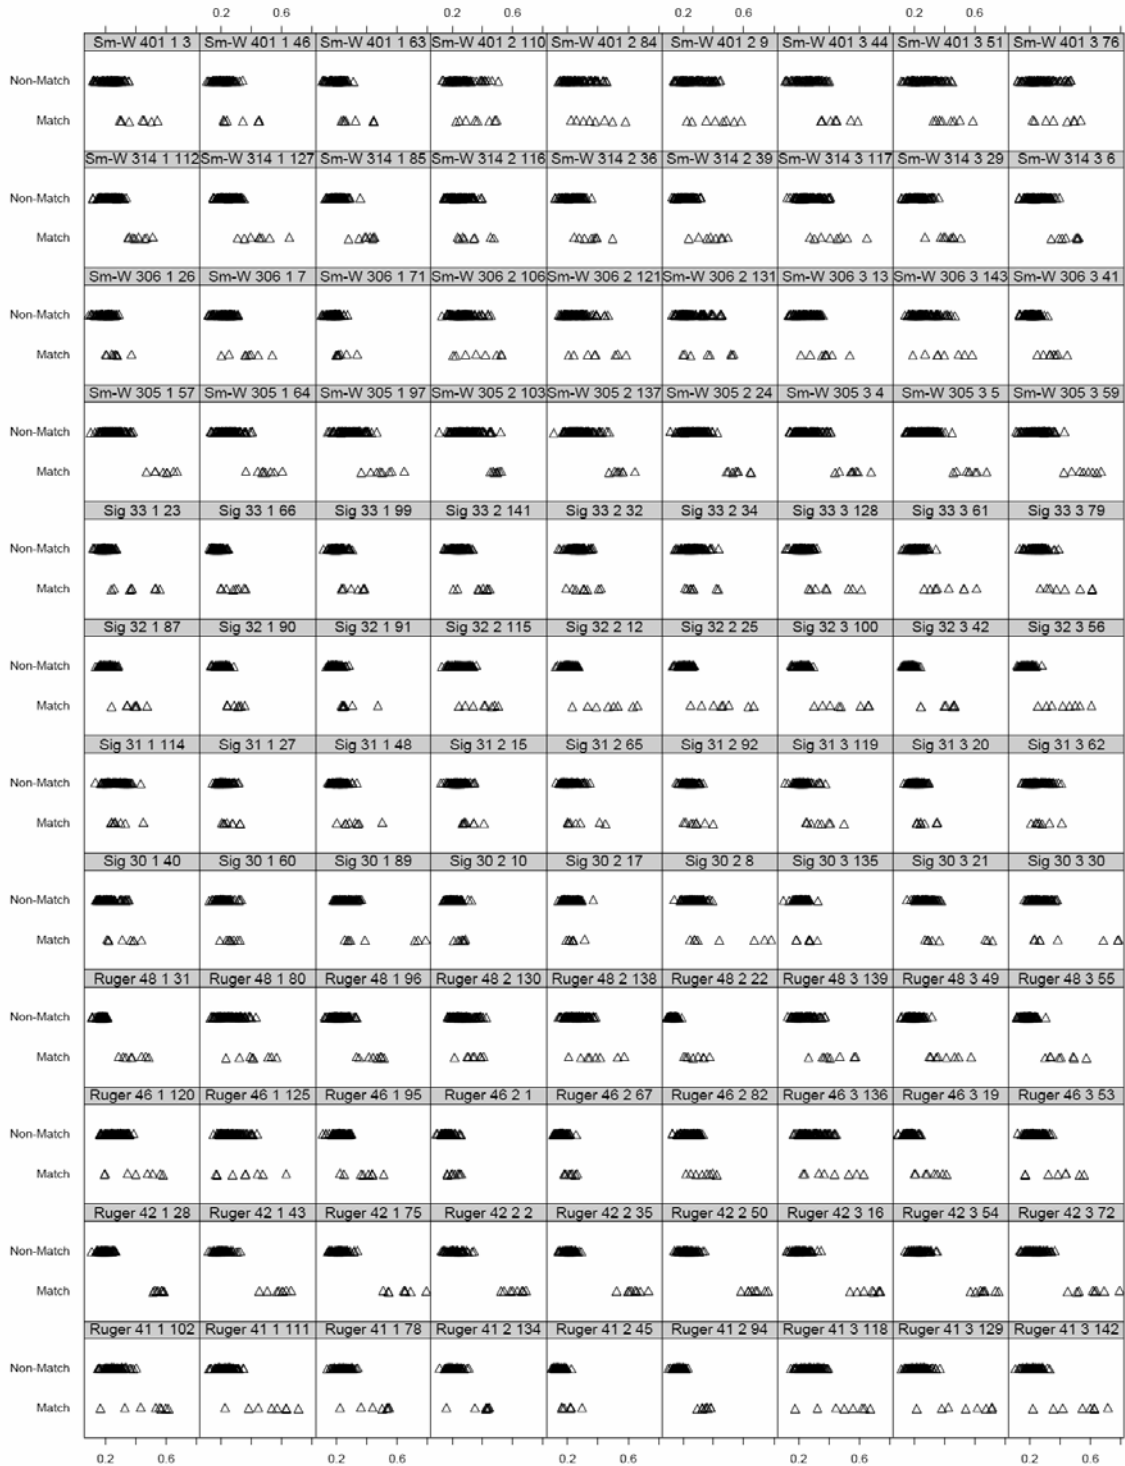 0.2 0.6 0.2 0.6 0.2 0.6 0.2 0.6
Sm-W 401 1 3 Sm-W 401 1 46 Sm-W 401 1 63 Sm-W 401 2 110 Sm-W 401 2 84 Sm-W 401 2 9 Sm-W 401 3 44 Sm-W 401 3 51 Sm-W 401 3 76
Non-Match
Match
Sm-W 314 1 112 Sm-W 314 1 127 Sm-W 314 1 85 Sm-W 314 2 116 Sm-W 314 2 36 Sm-W 314 2 39 Sm-W 314 3 117 Sm-W 314 3 29 Sm-W 314 3 6
Non-Match
Match
Sm-W 306 1 26 Sm-W 306 1 7 Sm-W 306 1 71 Sm-W 306 2 106 Sm-W 306 2 121 Sm-W 306 2 131 Sm-W 306 3 13 Sm-W 306 3 143 Sm-W 306 3 41
Non-Match
Match
Sm-W 305 1 57 Sm-W 305 1 64 Sm-W 305 1 97 Sm-W 305 2 103 Sm-W 305 2 137 Sm-W 305 2 24 Sm-W 305 3 4 Sm-W 305 3 5 Sm-W 305 3 59
Non-Match
Match
Sig 33 1 23 Sig 33 1 66 Sig 33 1 99 Sig 33 2 141 Sig 33 2 32 Sig 33 2 34 Sig 33 3 128 Sig 33 3 61 Sig 33 3 79
Non-Match
Match
Sig 32 1 87 Sig 32 1 90 Sig 32 1 91 Sig 32 2 115 Sig 32 2 12 Sig 32 2 25 Sig 32 3 100 Sig 32 3 42 Sig 32 3 56
Non-Match
Match
Sig 31 1 114 Sig 31 1 27 Sig 31 1 48 Sig 31 2 15 Sig 31 2 65 Sig 31 2 92 Sig 31 3 119 Sig 31 3 20 Sig 31 3 62
Non-Match
Match
Sig 30 1 40 Sig 30 1 60 Sig 30 1 89 Sig 30 2 10 Sig 30 2 17 Sig 30 2 8 Sig 30 3 135 Sig 30 3 21 Sig 30 3 30
Non-Match
Match
Ruger 48 1 31 Ruger 48 1 80 Ruger 48 1 96 Ruger 48 2 130 Ruger 48 2 138 Ruger 48 2 22 Ruger 48 3 139 Ruger 48 3 49 Ruger 48 3 55
Non-Match
Match
Ruger 46 1 120 Ruger 46 1 125 Ruger 46 1 95 Ruger 46 2 1 Ruger 46 2 67 Ruger 46 2 82 Ruger 46 3 136 Ruger 46 3 19 Ruger 46 3 53
Non-Match
Match
Ruger 42 1 28 Ruger 42 1 43 Ruger 42 1 75 Ruger 42 2 2 Ruger 42 2 35 Ruger 42 2 50 Ruger 42 3 16 Ruger 42 3 54 Ruger 42 3 72
Non-Match
Match
Ruger 41 1 102 Ruger 41 1 111 Ruger 41 1 78 Ruger 41 2 134 Ruger 41 2 45 Ruger 41 2 94 Ruger 41 3 118 Ruger 41 3 129 Ruger 41 3 142
Non-Match
Match
0.2 0.6 0.2 0.6 0.2 0.6 0.2 0.6 0.2 0.6